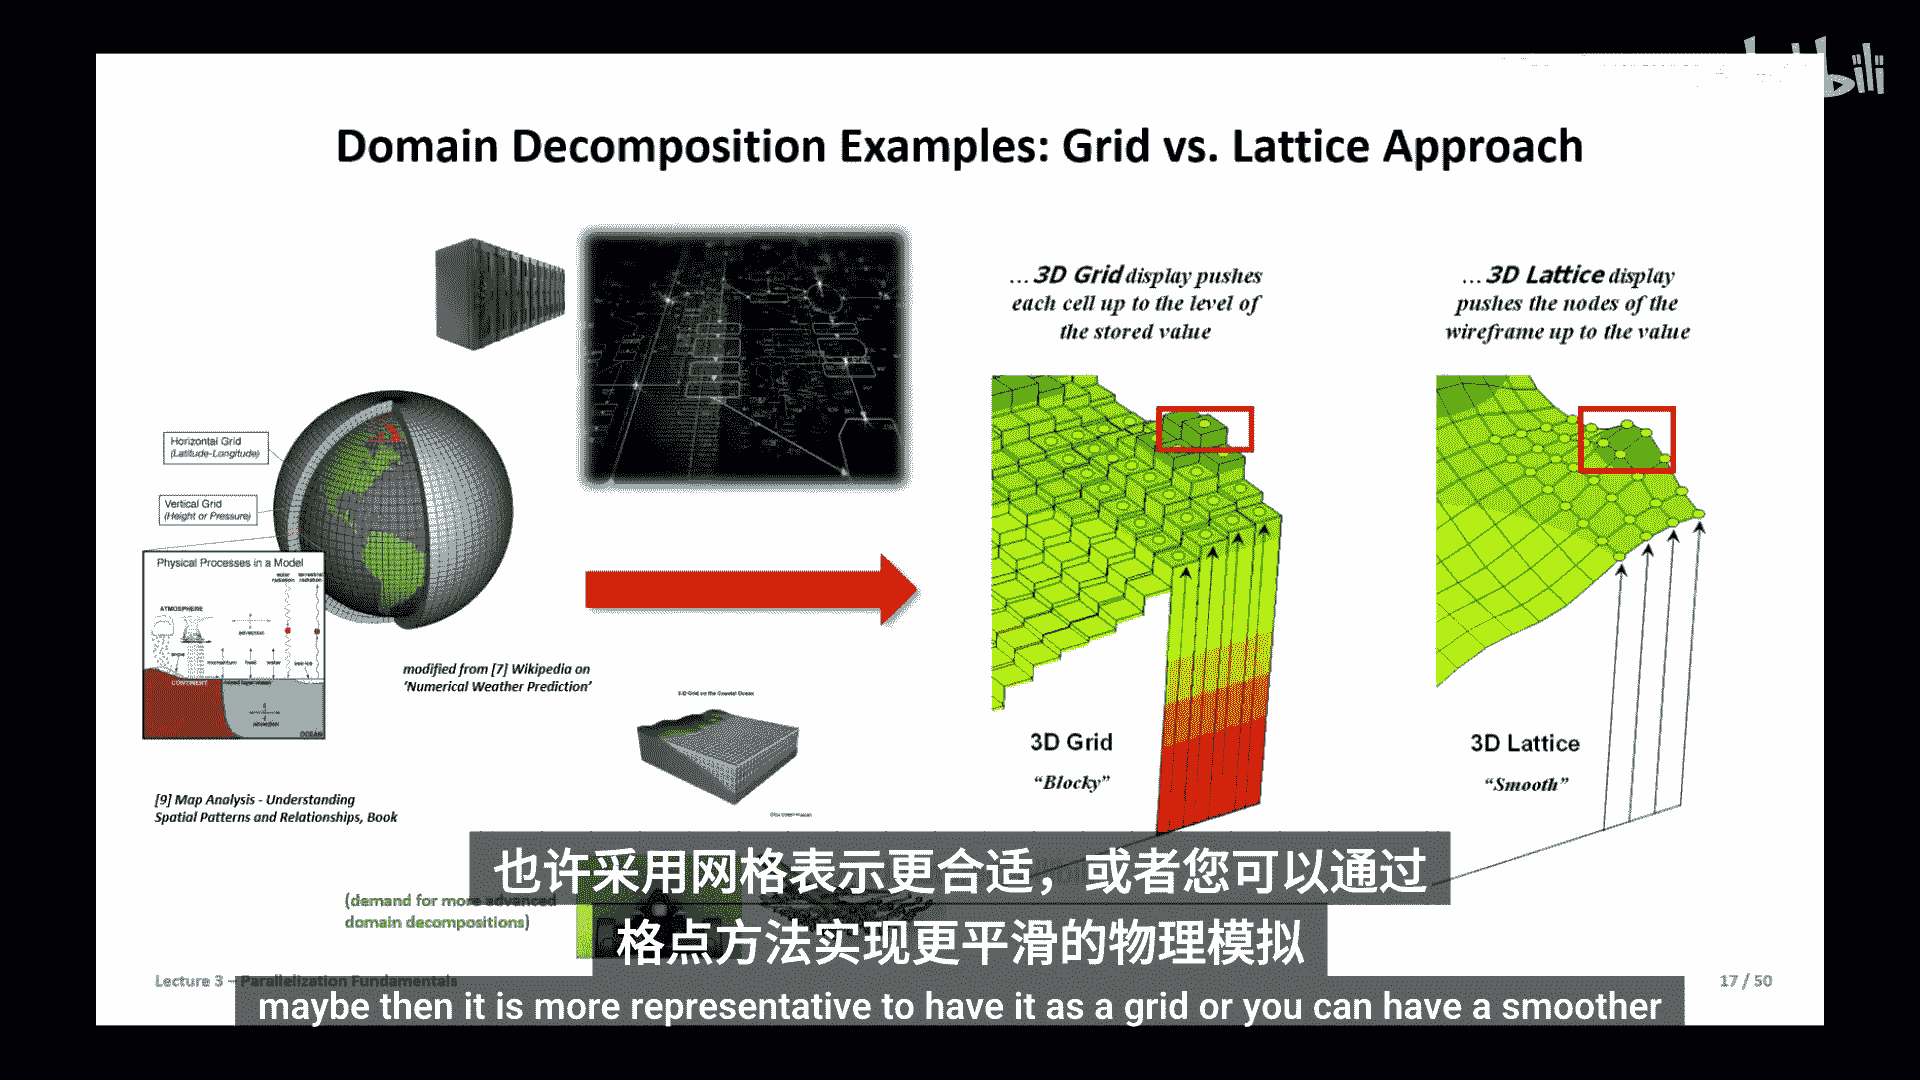 bili
Domain Decomposition Examples: Grid vs. Lattice Approach
... 3D Grid display pushes
each cell up to the level of
the stored value
... 3D Lattice display
pushes the nodes of the
wireframe up to the value
Horizontal Grid
(Latitude-Longitude)
Vertical Grid
(Height or Pressure)
Physical Processes in a Model
ATMOSPHERE
CONTINENT
OCEAN
modified from [7] Wikipedia on
‘Numerical Weather Prediction’
3D Grid
“Blocky”
3D Lattice
“Smooth”
[9] Map Analysis - Understanding
Spatial Patterns and Relationships, Book
(demand for more advanced
domain decompositions)
也许采用网格表示更合适，或者您可以通过
格点方法实现更平滑的物理模拟
Lecture 3 – Parallelization Fundamentals
17 / 50
maybe then it is more representative to have it as a grid or you can have a smoother